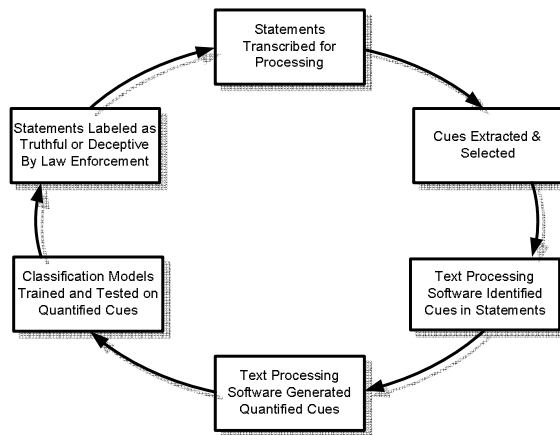 Statements
Transcribed for
Processing
Cues Extracted &
Selected
Text Processing
Software Identified
Cues in Statements
Text Processing
Software Generated
Quantified Cues
Classification Models
Trained and Tested on
Quantified Cues
Statements Labeled as
Truthful or Deceptive
By Law Enforcement